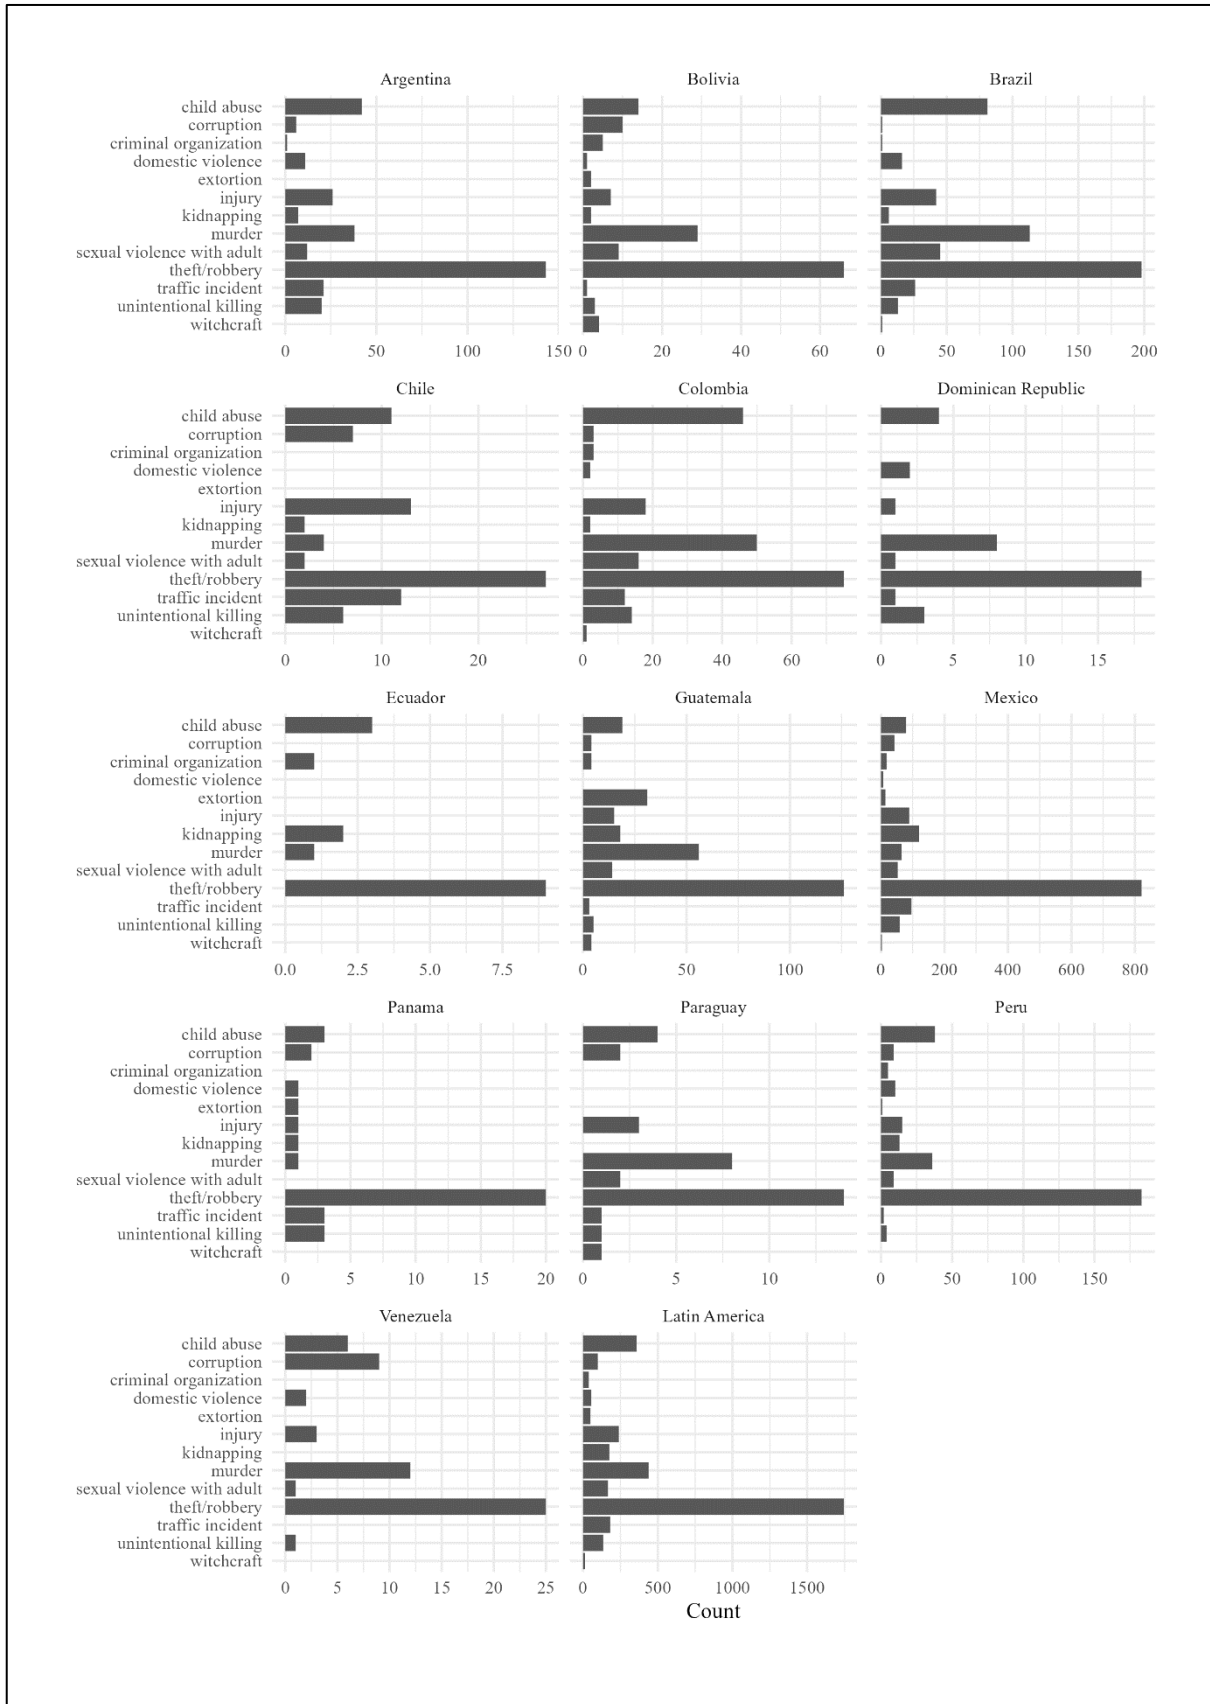 Argentina Bolivia Brazil
child abuse
corruption
criminal organization
domestic violence
extortion
injury
kidnapping
murder
sexual violence with adult
theft/robbery
traffic incident
unintentional killing
witchcraft
0 50 100 150 0 20 40 60 0 50 100 150 200
Chile Colombia Dominican Republic
child abuse
corruption
criminal organization
domestic violence
extortion
injury
kidnapping
murder
sexual violence with adult
theft/robbery
traffic incident
unintentional killing
witchcraft
0 10 20 0 20 40 60 0 5 10 15
Ecuador Guatemala Mexico
child abuse
corruption
criminal organization
domestic violence
extortion
injury
kidnapping
murder
sexual violence with adult
theft/robbery
traffic incident
unintentional killing
witchcraft
0.0 2.5 5.0 7.5 0 50 100 0 200 400 600 800
Panama Paraguay Peru
child abuse
corruption
criminal organization
domestic violence
extortion
injury
kidnapping
murder
sexual violence with adult
theft/robbery
traffic incident
unintentional killing
witchcraft
0 5 10 15 20 0 5 10 0 50 100 150
Venezuela Latin America
child abuse
corruption
criminal organization
domestic violence
extortion
injury
kidnapping
murder
sexual violence with adult
theft/robbery
traffic incident
unintentional killing
witchcraft
0 5 10 15 20 25 0 500 1000 1500
Count